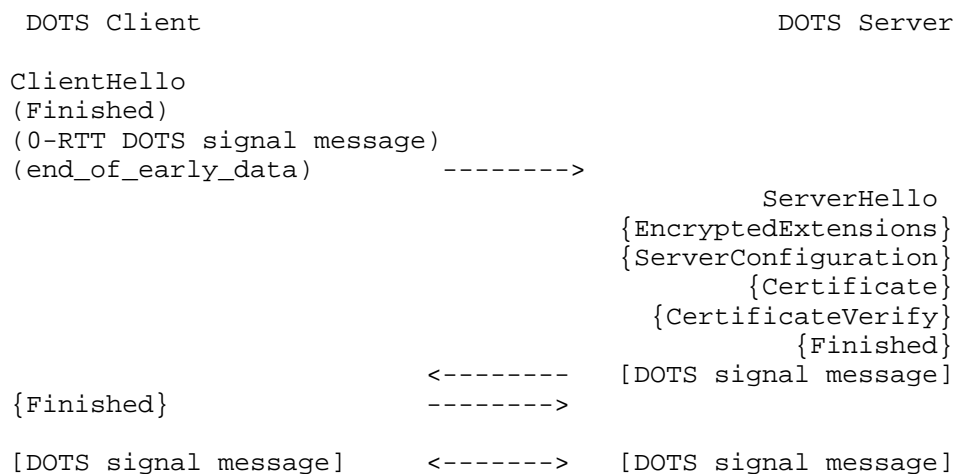 DOTS Client DOTS Server
ClientHello
(Finished)
(0-RTT DOTS signal message)
(end_of_early_data) -------->
ServerHello
{EncryptedExtensions}
{ServerConfiguration}
{Certificate}
{CertificateVerify}
{Finished}
<-------- [DOTS signal message]
{Finished} -------->
[DOTS signal message] <-------> [DOTS signal message]